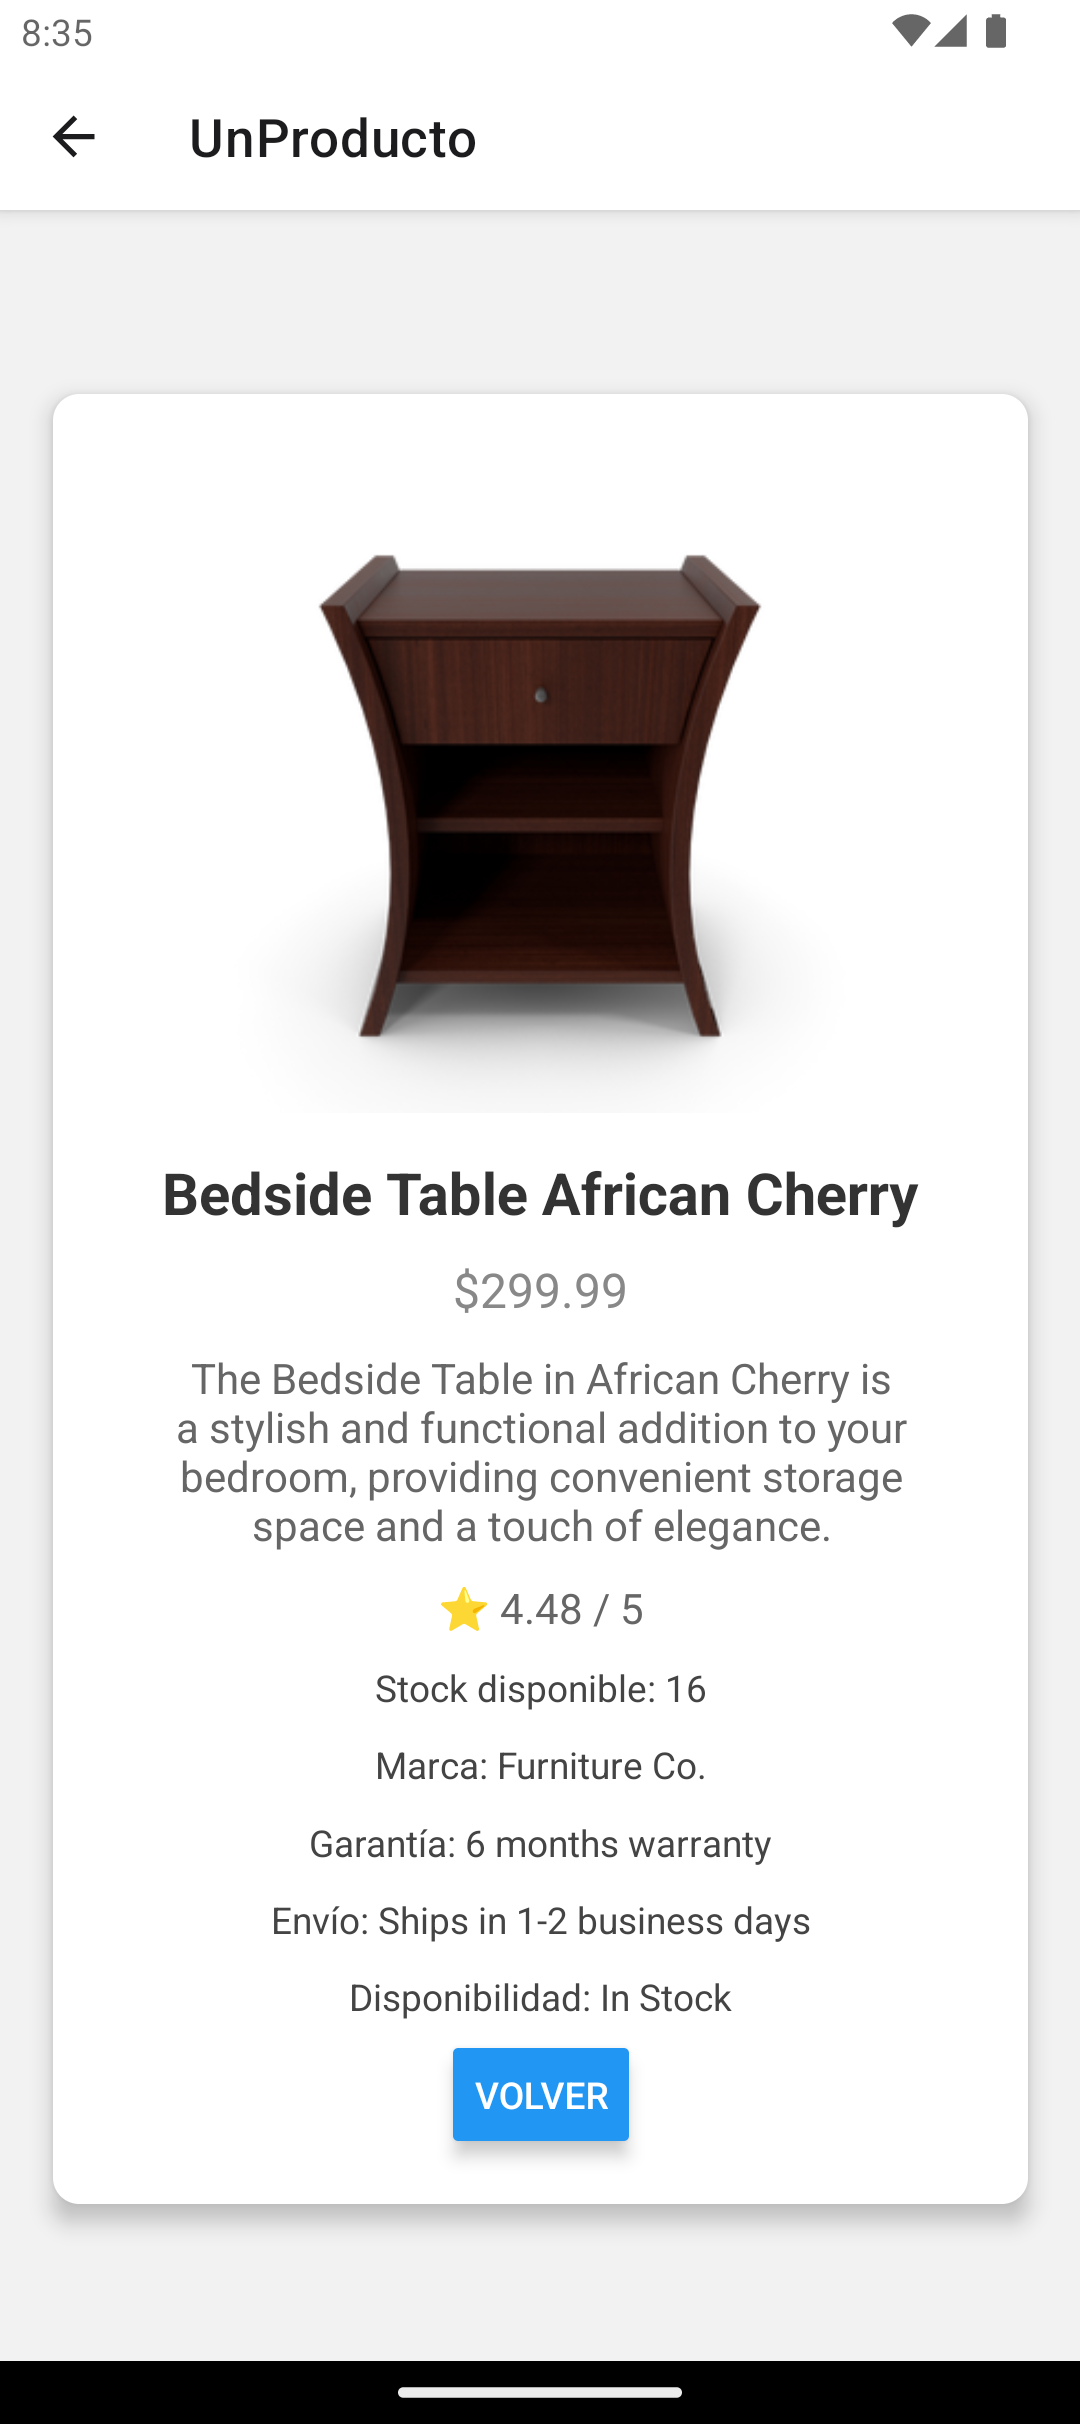 8:35
UnProducto
Bedside Table African Cherry
$299.99
The Bedside Table in African Cherry is
a stylish and functional addition to your
bedroom, providing convenient storage
space and a touch of elegance.
⭐ 4.48 / 5
Stock disponible: 16
Marca: Furniture Co.
Garantía: 6 months warranty
Envío: Ships in 1-2 business days
Disponibilidad: In Stock
VOLVER